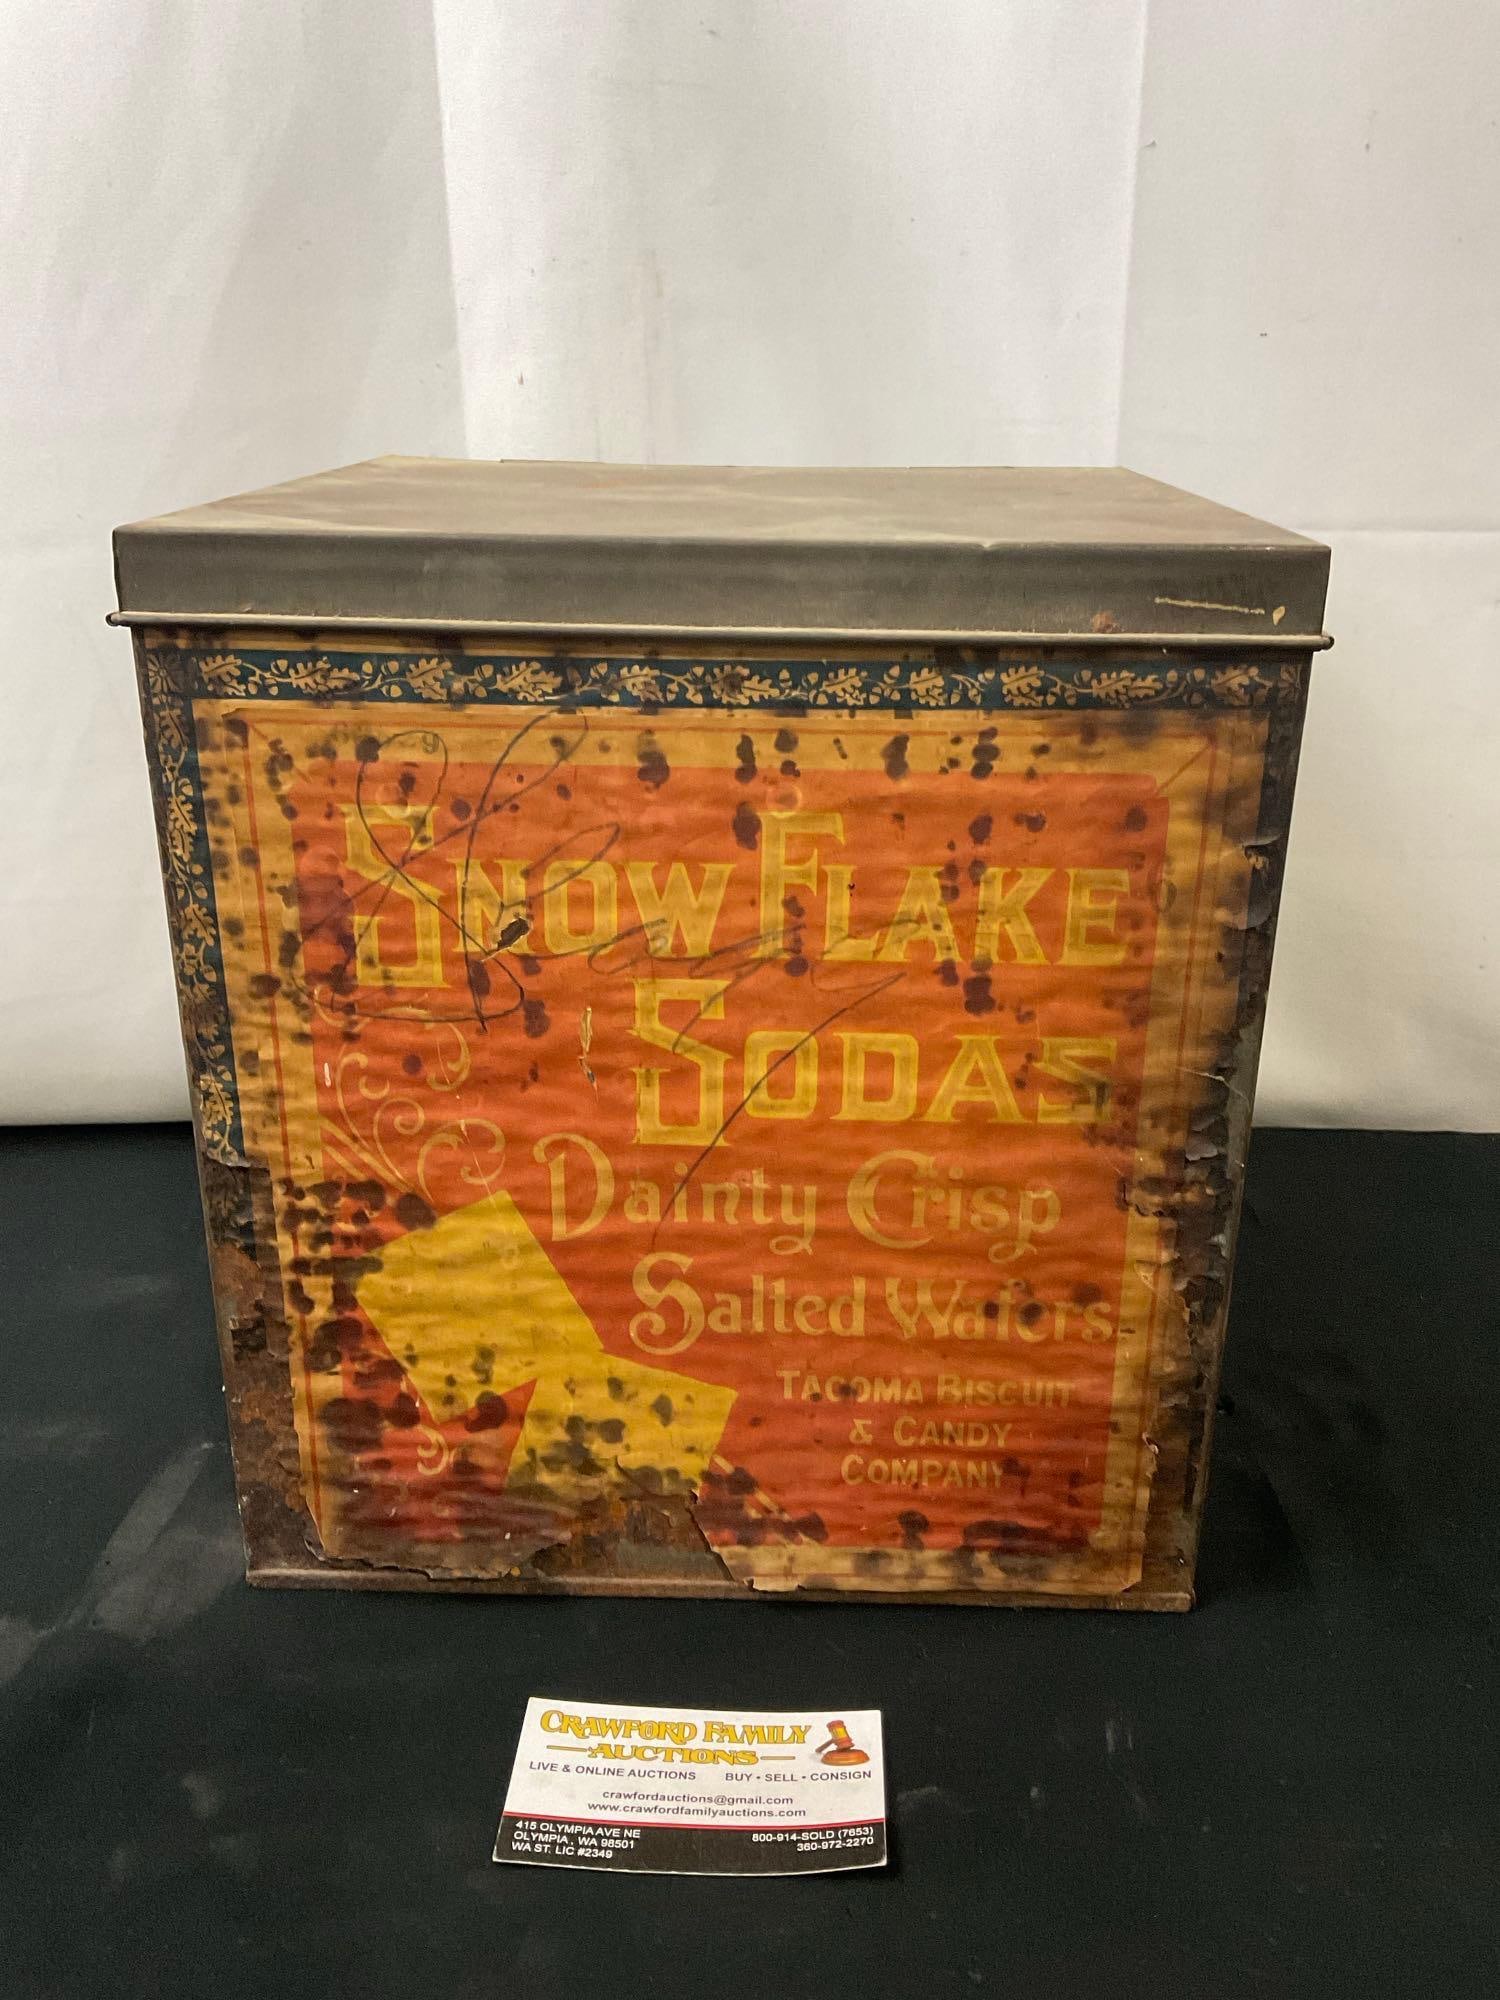 SNOW FLAKE
SODAS
Dainty Crisp
Salted Wafers
TACOMA BISCUIT
& CANDY
COMPANY
CRAWFORD FAMILY
AUCTIONS
LIVE & ONLINE AUCTIONS BUY • SELL • CONSIGN
crawfordauctions@gmail.com
www.crawfordfamilyauctions.com
415 OLYMPIA AVE NE
OLYMPIA, WA 98501
WA ST. LIC #2349
800-914-SOLD (7653)
360-972-2270